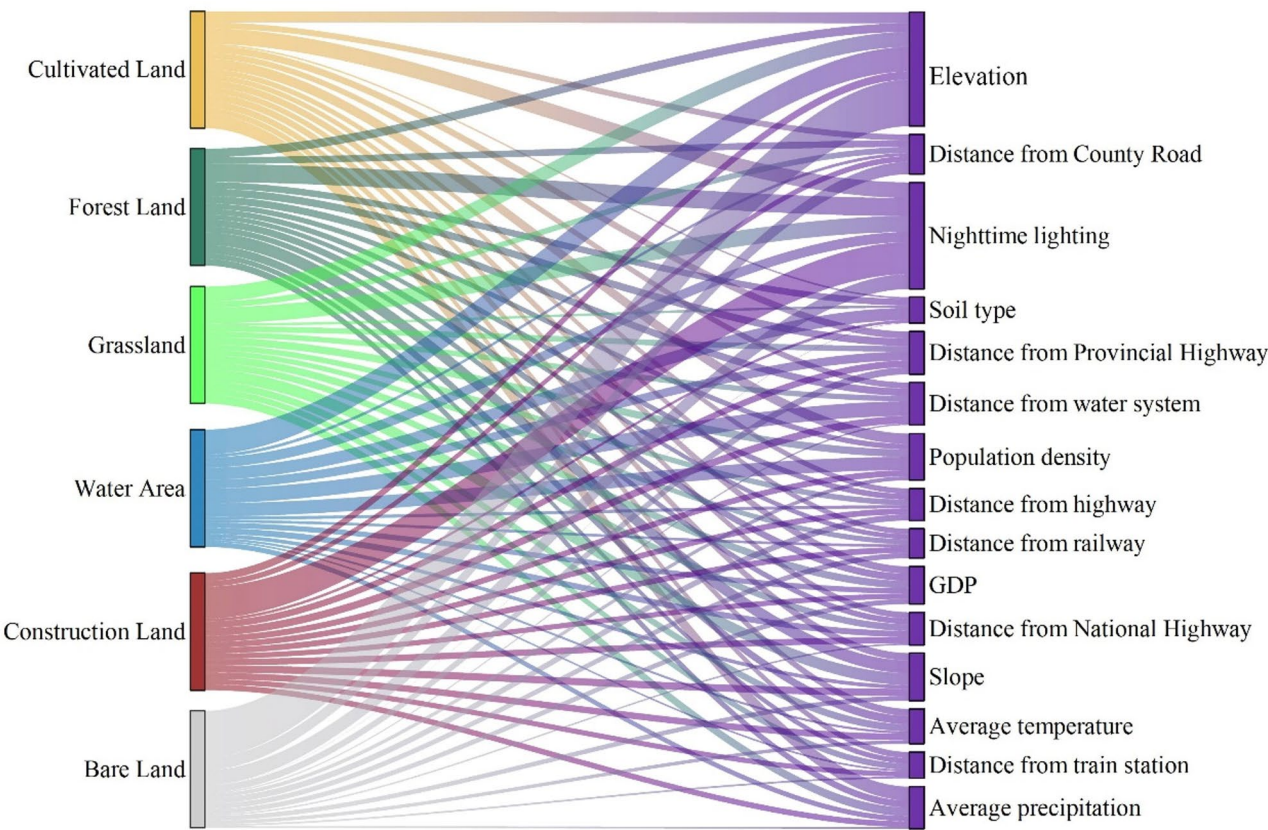 Cultivated Land
Forest Land
Grassland
Water Area
Construction Land
Bare Land
Elevation
Distance from County Road
Nighttime lighting
Soil type
Distance from Provincial Highway
Distance from water system
Population density
Distance from highway
Distance from railway
GDP
Distance from National Highway
Slope
Average temperature
Distance from train station
Average precipitation